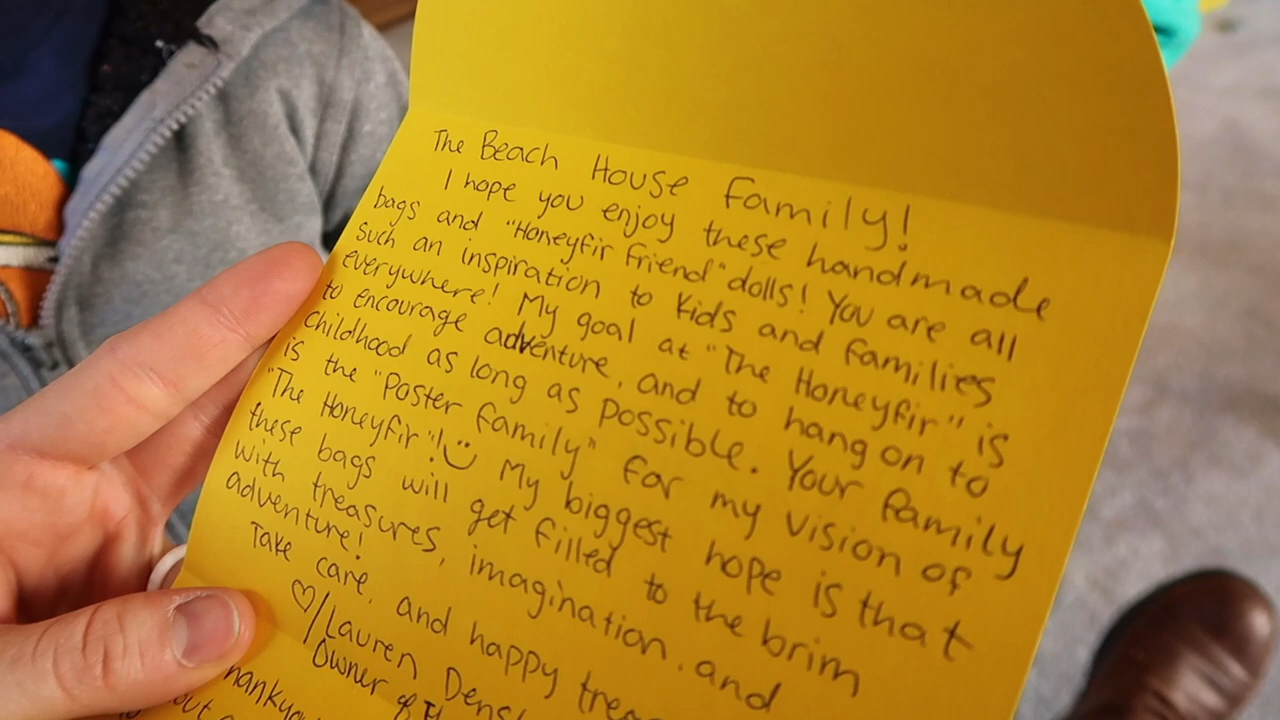 The Beach House Family!
I hope you enjoy these handmade
bags and "Honeyfir Friend" dolls! You are all
such an inspiration to kids and families
everywhere! My goal at "The Honeyfir" is
to encourage adventure, and to hang on to
childhood as long as possible. Your family
is the "Poster family" for my vision of
"The Honeyfir"! My biggest hope is that
these bags will get filled to the brim
with treasures, imagination, and
adventure!
Take care, and happy
♡/Lauren
Owner of